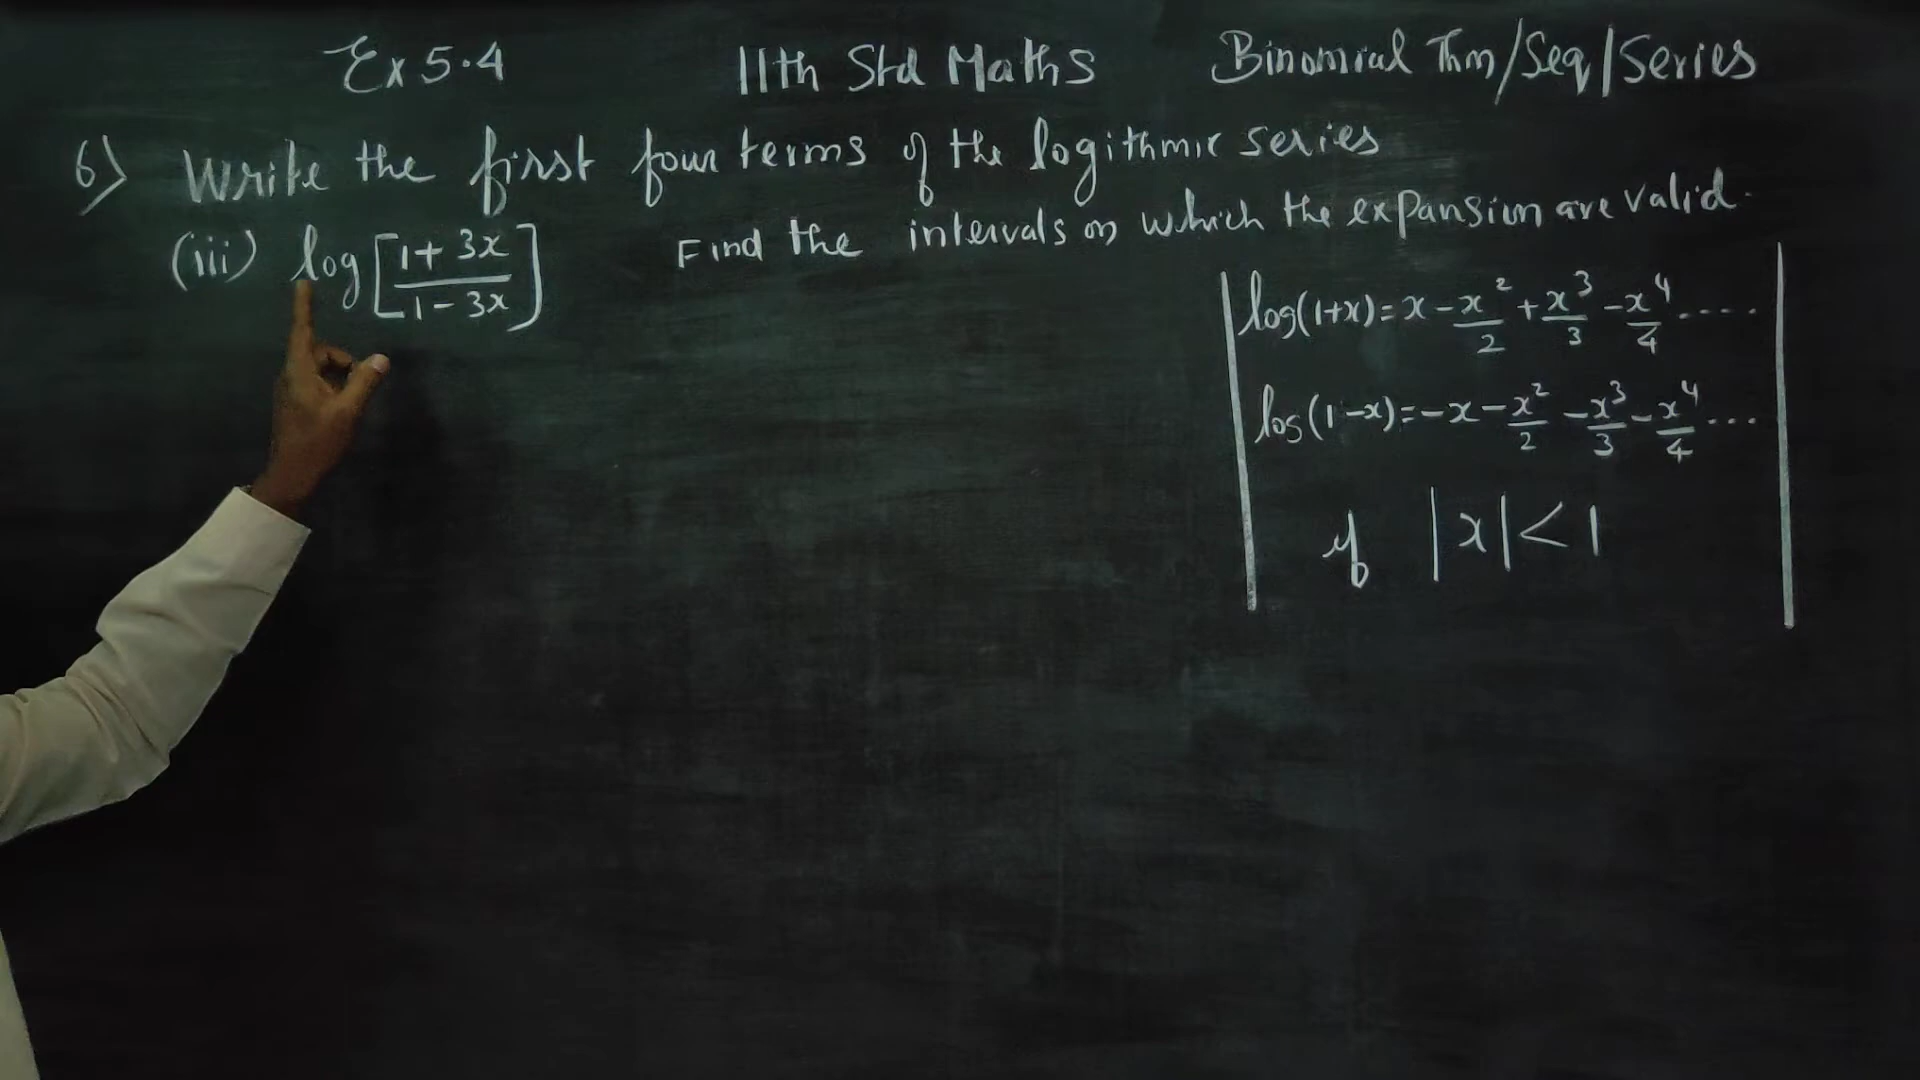 Ex 5.4 11th Std Maths Binomial Thm/Seq/Series
6) Write the first four terms of the logithmic series
(iii) log [1+3x / 1-3x] Find the intervals on which the expansion are valid.
log(1+x) = x - x²/2 + x³/3 - x⁴/4 ....
log(1-x) = -x - x²/2 - x³/3 - x⁴/4 ...
if |x| < 1